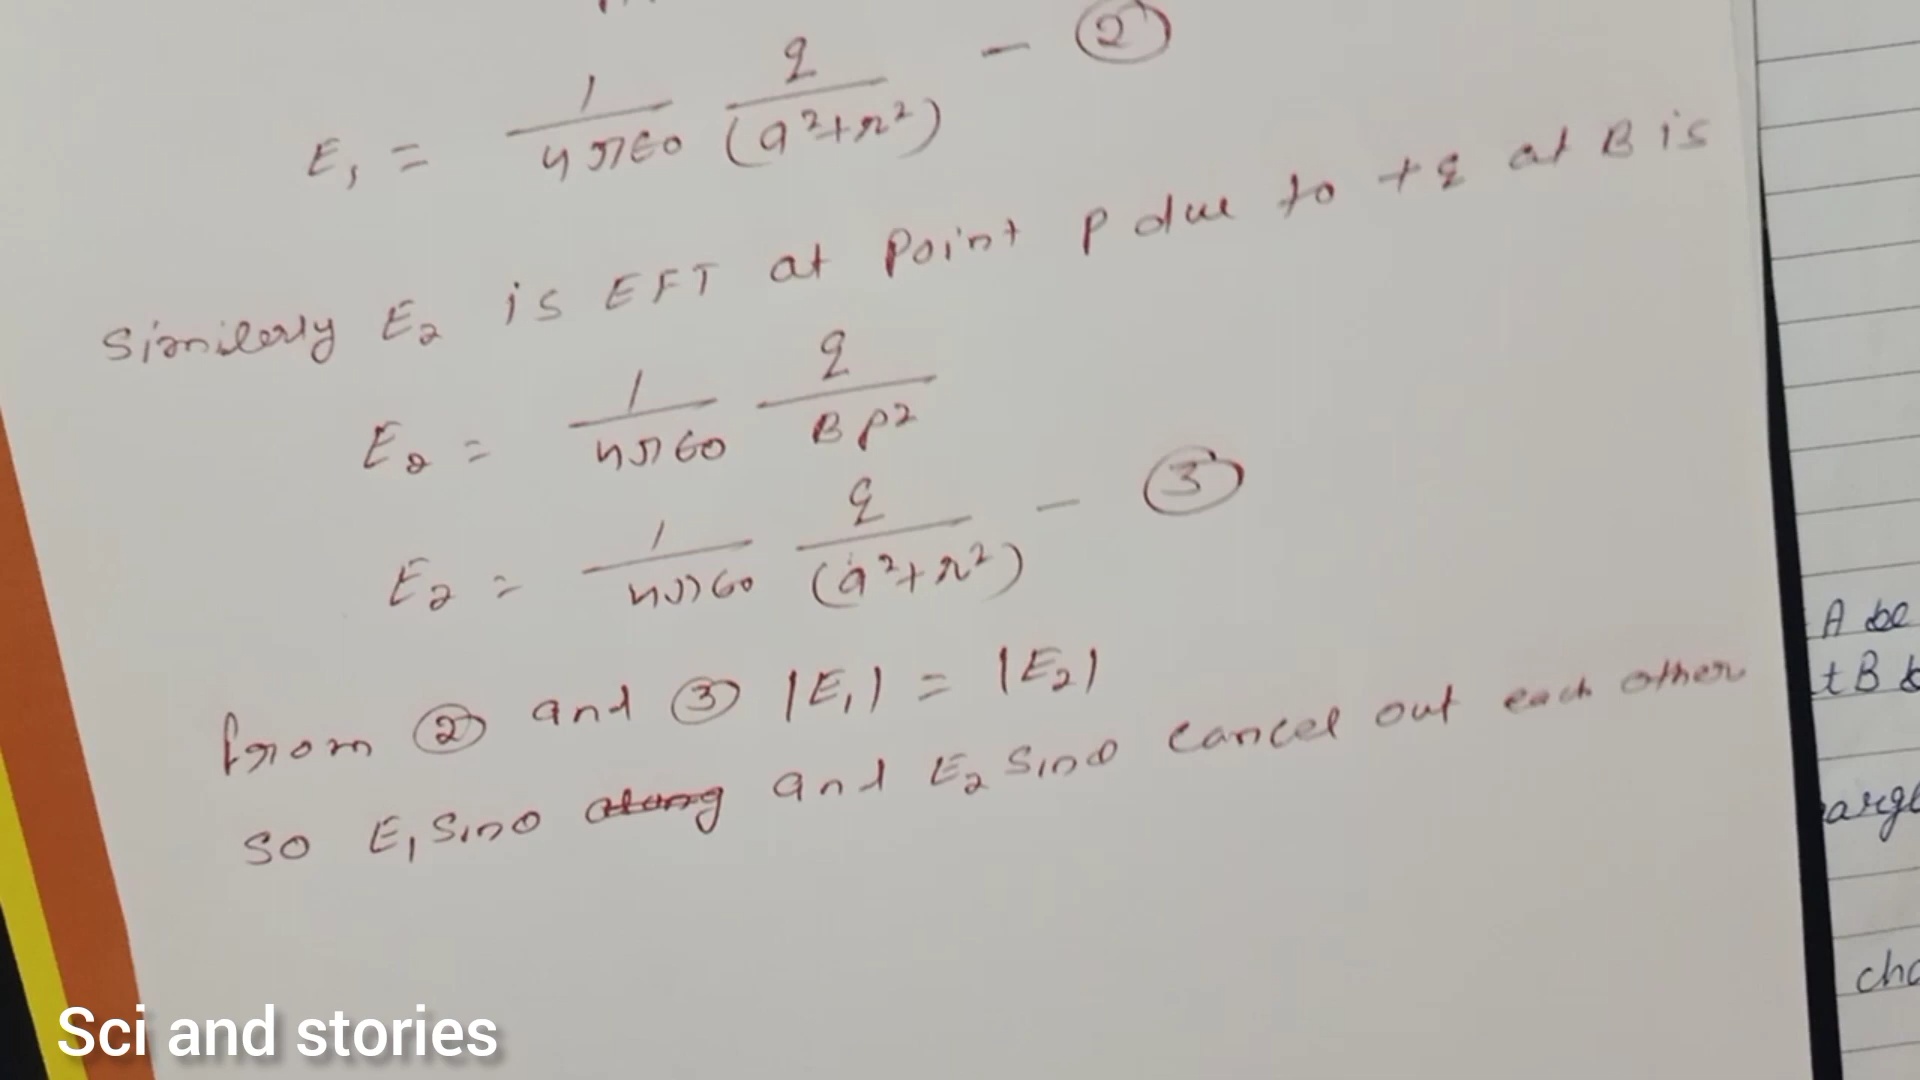 E₁ = 1/4πε0 q/(a²+r²) - ②
Similerly E₂ is EFI at point P due to +q at B is
E₂ = 1/4πε0 q/BP²
E₂ = 1/4πε0 q/(a²+r²) - ③
from ② and ③ |E₁| = |E₂|
so E₁ sinθ along and E₂ sinθ cancel out each other
A be
t B b
arge
cha
Sci and stories